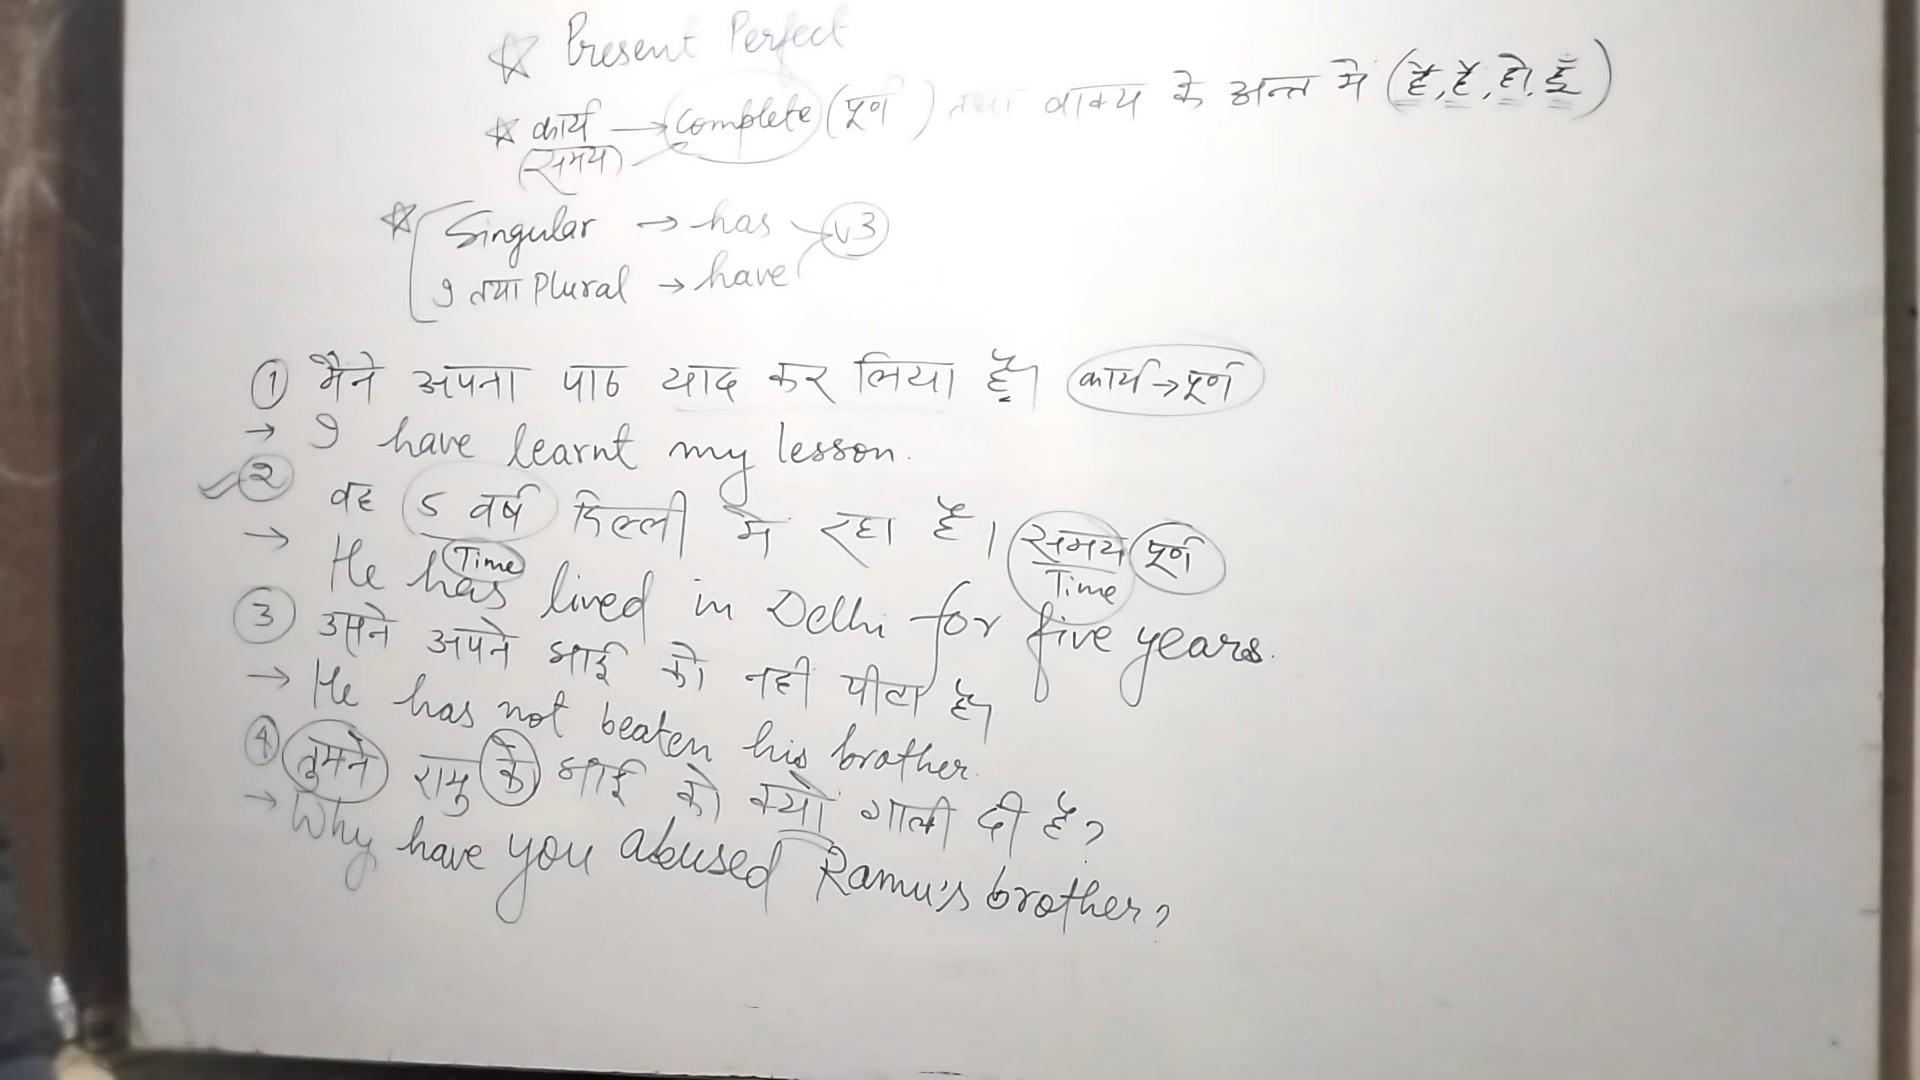 ☆ Present Perfect
☆ कार्य → Complete (पूर्ण) तथा वाक्य के अन्त मे (है, हैं, हो, हूँ)
(समय)
☆ Singular → has V3
I तथा Plural → have
① मैने अपना पाठ याद कर लिया है। कार्य → पूर्ण
→ I have learnt my lesson.
② वह 5 वर्ष दिल्ली मे रहा है। समय पूर्ण
Time Time
→ He has lived in Delhi for five years.
③ उसने अपने भाई को नही पीटा है।
→ He has not beaten his brother.
④ तुमने रामु के भाई को क्यो गाली दी है?
→ Why have you abused Ramu's brother?